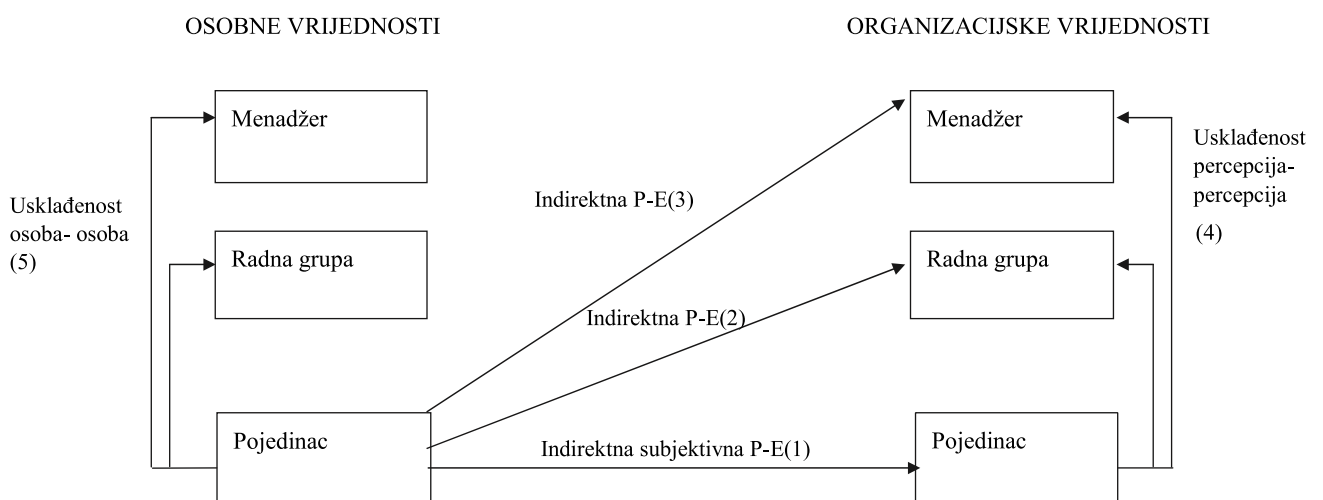 OSOBNE VRIJEDNOSTI
ORGANIZACIJSKE VRIJEDNOSTI
Menadžer
Menadžer
Usklađenost
percepcija-
percepcija
(4)
Indirektna P-E(3)
Usklađenost
osoba- osoba
(5)
Radna grupa
Radna grupa
Indirektna P-E(2)
Pojedinac
Indirektna subjektivna P-E(1)
Pojedinac